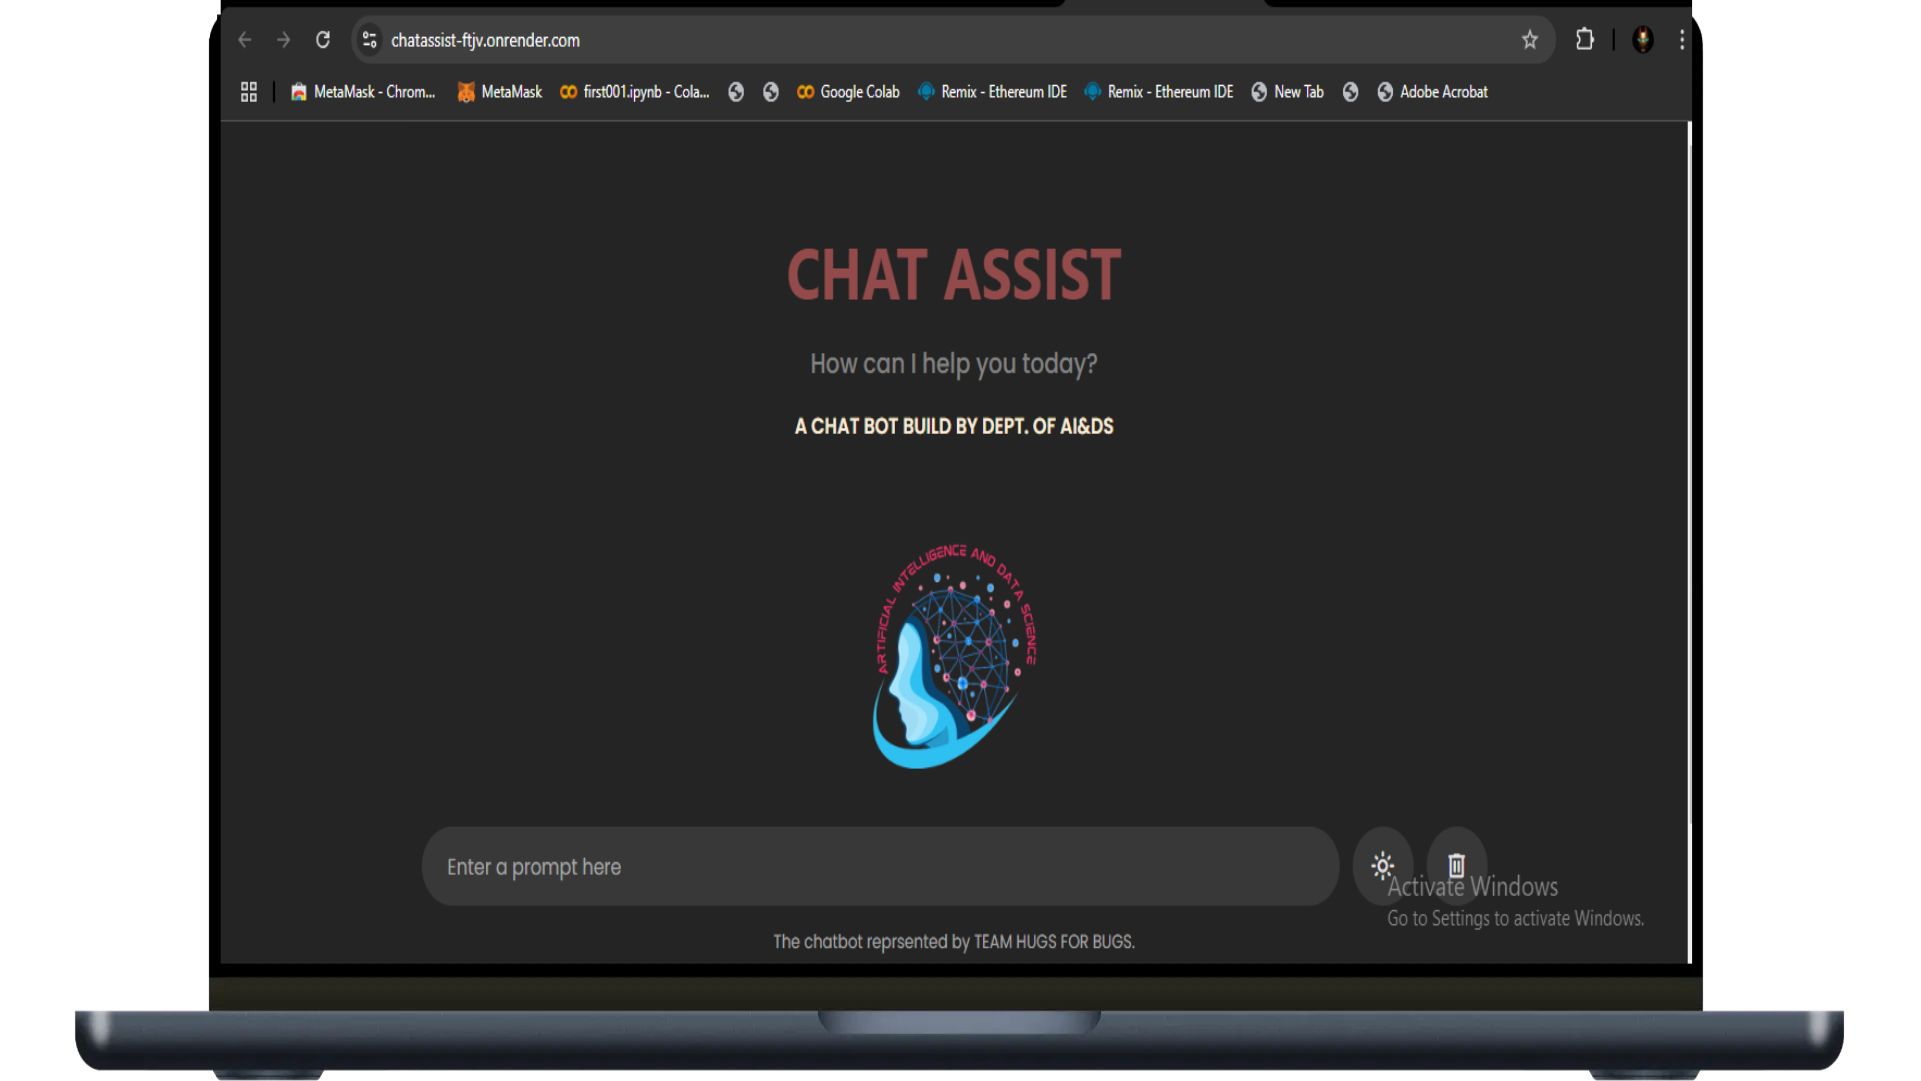 chatassist-ftjv.onrender.com
MetaMask - Chrom... MetaMask first001.ipynb - Cola... Google Colab Remix - Ethereum IDE Remix - Ethereum IDE New Tab Adobe Acrobat
CHAT ASSIST
How can I help you today?
A CHAT BOT BUILD BY DEPT. OF AI&DS
ARTIFICIAL INTELLIGENCE AND DATA SCIENCE
Enter a prompt here
Activate Windows
Go to Settings to activate Windows.
The chatbot reprsented by TEAM HUGS FOR BUGS.